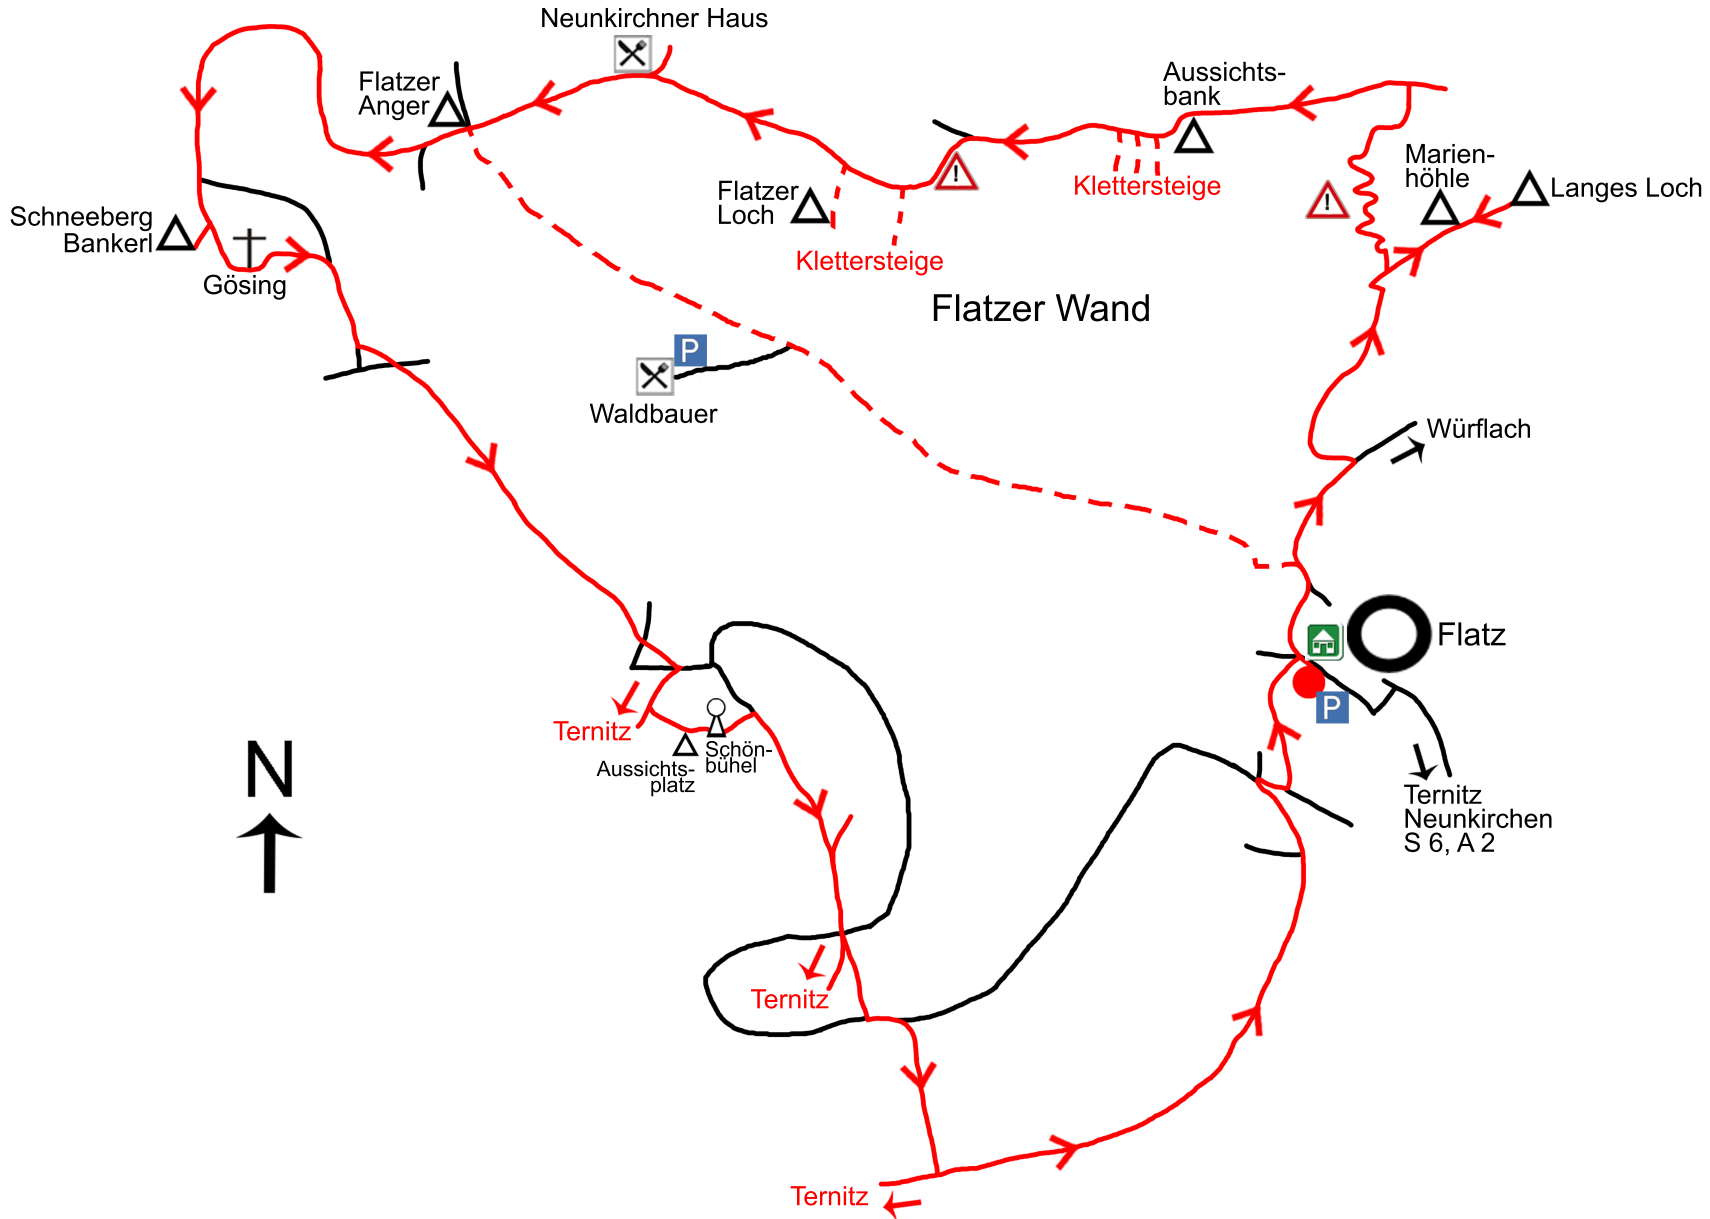 Neunkirchner Haus
Flatzer
Anger
Aussichts-
bank
Marien-
höhle
Langes Loch
!
!
Klettersteige
Flatzer
Loch
Klettersteige
Schneeberg
Bankerl
Gösing
Flatzer Wand
P
Waldbauer
Würflach
Flatz
P
Ternitz
Schön-
bühel
Aussichts-
platz
N
Ternitz
Neunkirchen
S 6, A 2
Ternitz
Ternitz